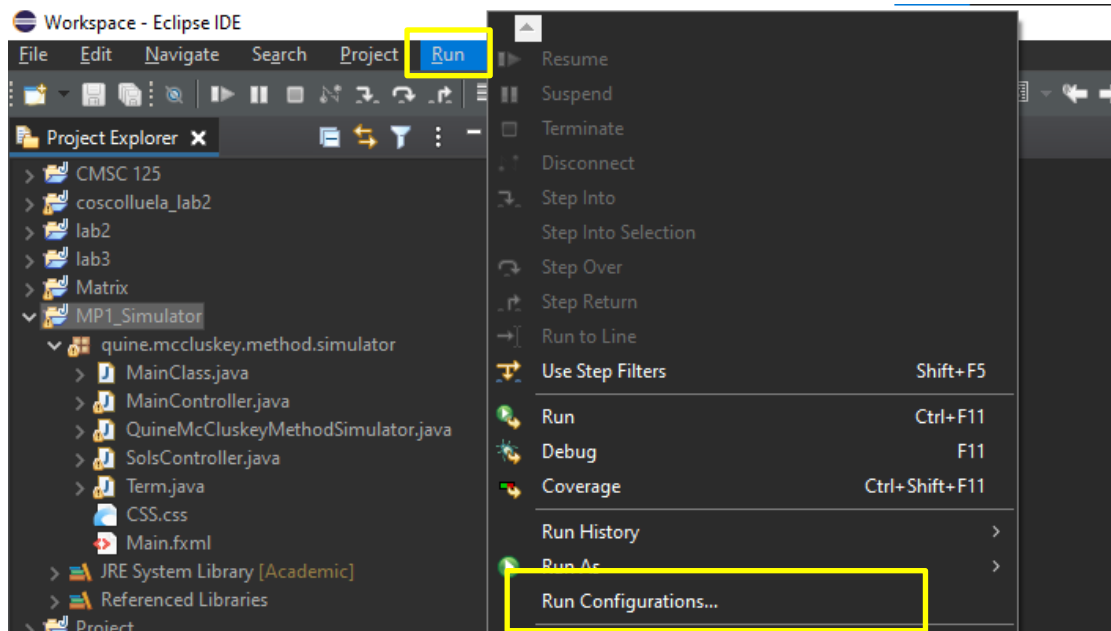 Workspace - Eclipse IDE
File Edit Navigate Search Project Run
Project Explorer
CMSC 125
coscolluela_lab2
lab2
lab3
Matrix
MP1_Simulator
quine.mccluskey.method.simulator
MainClass.java
MainController.java
QuineMcCluskeyMethodSimulator.java
SolsController.java
Term.java
CSS.css
Main.fxml
JRE System Library [Academic]
Referenced Libraries
Project
Resume
Suspend
Terminate
Disconnect
Step Into
Step Into Selection
Step Over
Step Return
Run to Line
Use Step Filters Shift+F5
Run Ctrl+F11
Debug F11
Coverage Ctrl+Shift+F11
Run History
Run As
Run Configurations...